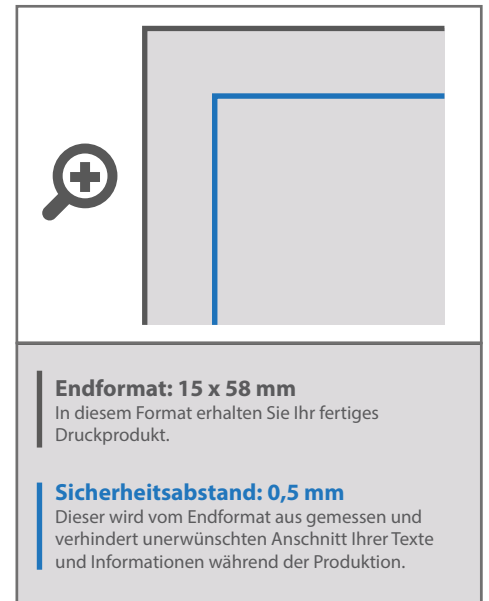 Endformat: 15 x 58 mm
In diesem Format erhalten Sie Ihr fertiges
Druckprodukt.
Sicherheitsabstand: 0,5 mm
Dieser wird vom Endformat aus gemessen und
verhindert unerwünschten Anschnitt Ihrer Texte
und Informationen während der Produktion.